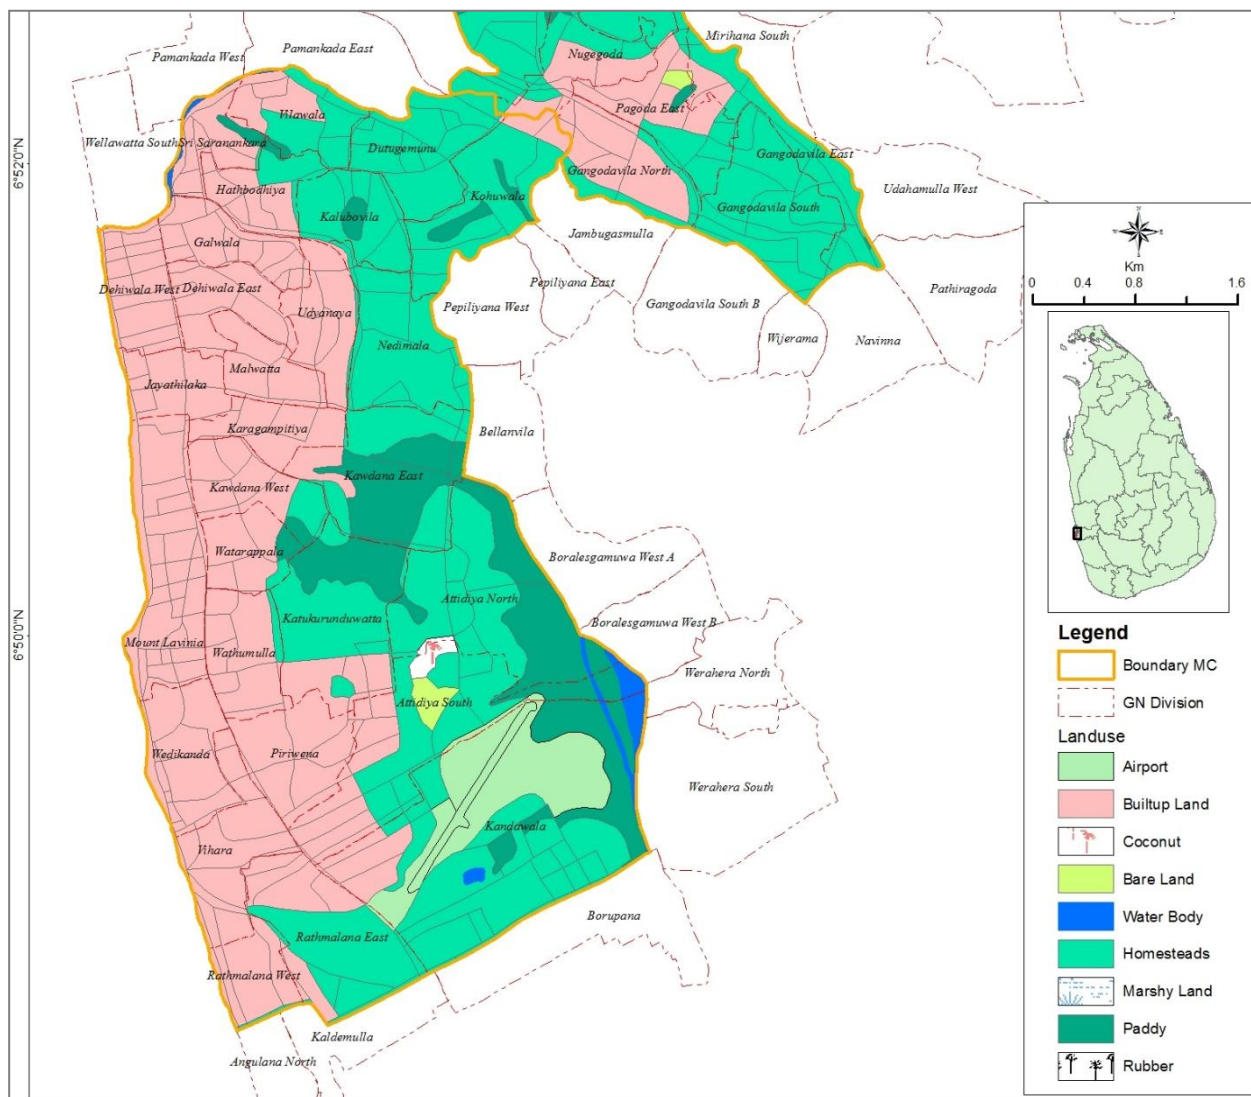 Pamankada West
Pamankada East
Mirihana South
Nugegoda
Pagoda East
Vilawala
Wellawatta South
Sri Saranankara
Dutugemunu
Gangodavila East
Gangodavila North
Udahamulla West
Hathbodhiya
Kalubovila
Kohuwala
Gangodavila South
Jambugasmulla
Galwala
Dehiwala West
Dehiwala East
Udyanaya
Pepiliyana East
Pepiliyana West
Gangodavila South B
Pathiragoda
Nedimala
Wijerama
Navinna
Malwatta
Jayathilaka
Karagampitiya
Bellanvila
Kawdana East
Kawdana West
Watarappala
Boralesgamuwa West A
Attidiya North
Katukurunduwatta
Boralesgamuwa West B
Mount Lavinia
Wathumulla
Werahera North
Attidiya South
Wedikanda
Piriwena
Werahera South
Kandawala
Vihara
Borupana
Rathmalana East
Rathmalana West
Kaldemulla
Angulana North
6°52'0"N
6°50'0"N
Km
0 0.4 0.8 1.6
Legend
Boundary MC
GN Division
Landuse
Airport
Builtup Land
Coconut
Bare Land
Water Body
Homesteads
Marshy Land
Paddy
Rubber